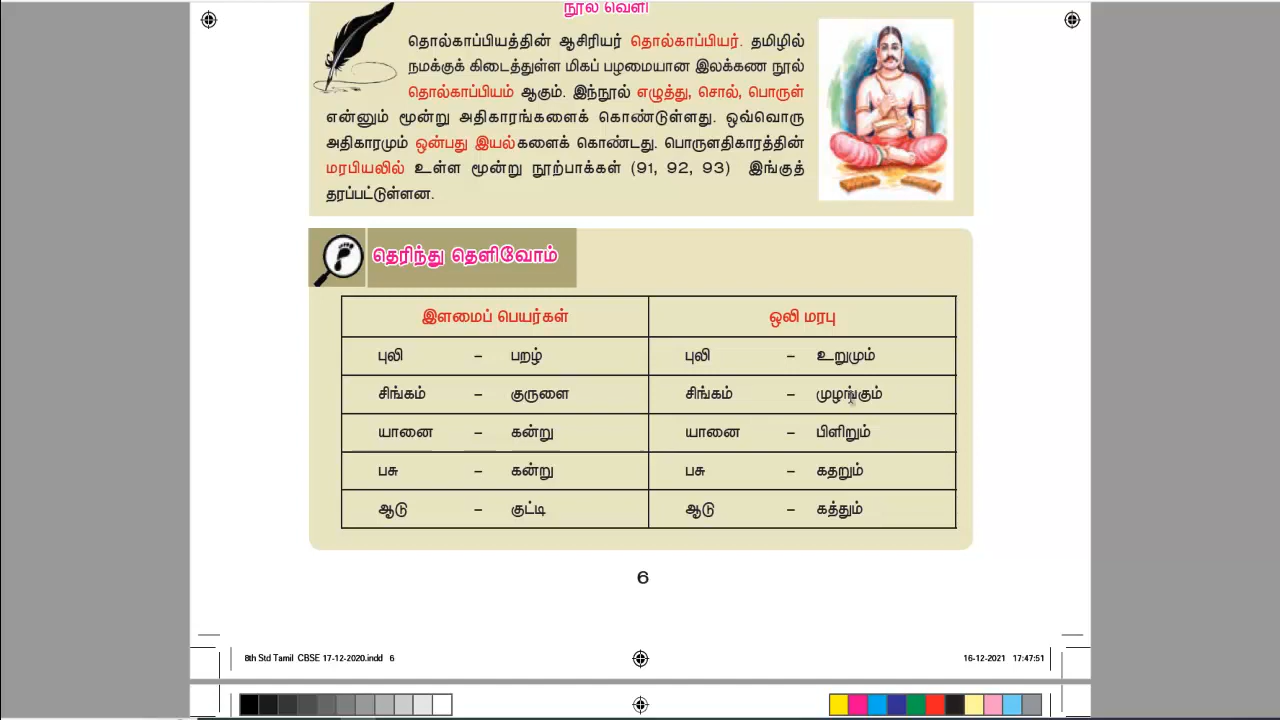 நூல் வெளி
தொல்காப்பியத்தின் ஆசிரியர் தொல்காப்பியர். தமிழில்
நமக்குக் கிடைத்துள்ள மிகப் பழமையான இலக்கண நூல்
தொல்காப்பியம் ஆகும். இந்நூல் எழுத்து, சொல், பொருள்
என்னும் மூன்று அதிகாரங்களைக் கொண்டுள்ளது. ஒவ்வொரு
அதிகாரமும் ஒன்பது இயல்களைக் கொண்டது. பொருளதிகாரத்தின்
மரபியலில் உள்ள மூன்று நூற்பாக்கள் (91, 92, 93) இங்குத்
தரப்பட்டுள்ளன.
தெரிந்து தெளிவோம்
இளமைப் பெயர்கள் ஒலி மரபு
புலி – பறழ் புலி – உறுமும்
சிங்கம் – குருளை சிங்கம் – முழங்கும்
யானை – கன்று யானை – பிளிறும்
பசு – கன்று பசு – கதறும்
ஆடு – குட்டி ஆடு – கத்தும்
6
8th Std Tamil CBSE 17-12-2020.indd 6 16-12-2021 17:47:51